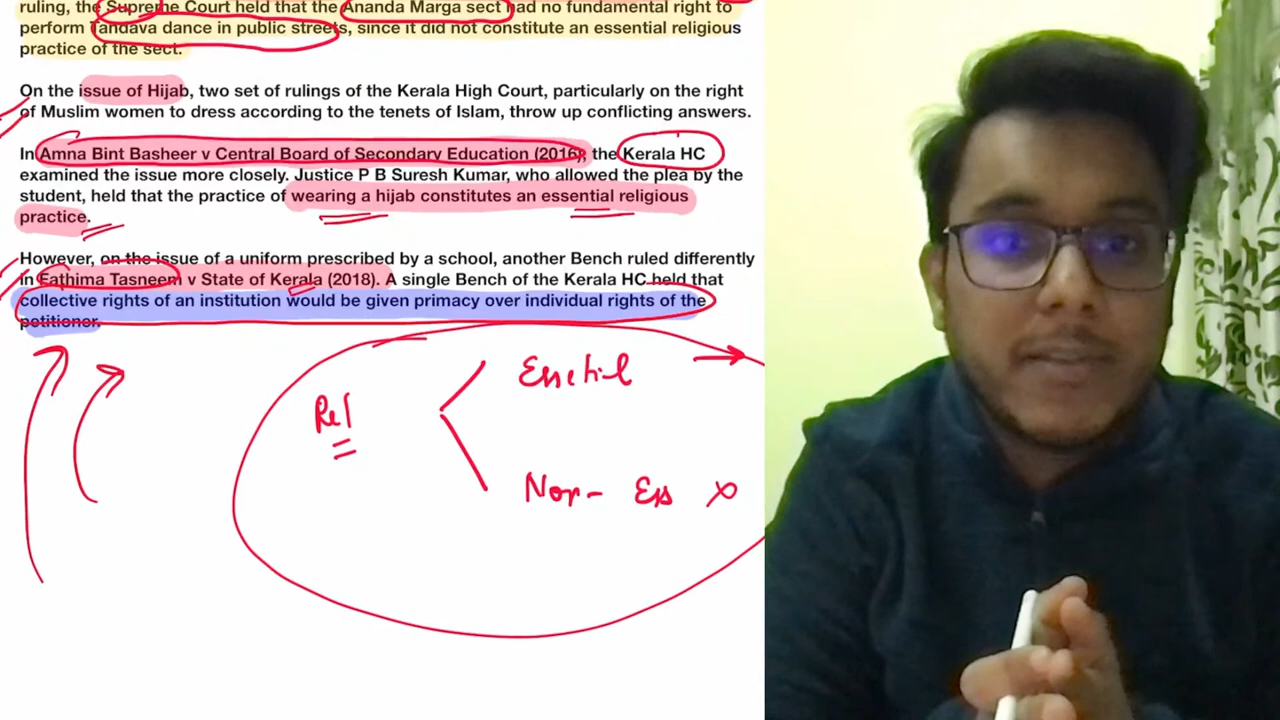 ruling, the Supreme Court held that the Ananda Marga sect had no fundamental right to
perform Tandava dance in public streets, since it did not constitute an essential religious
practice of the sect.
On the issue of Hijab, two set of rulings of the Kerala High Court, particularly on the right
of Muslim women to dress according to the tenets of Islam, throw up conflicting answers.
In Amna Bint Basheer v Central Board of Secondary Education (2016), the Kerala HC
examined the issue more closely. Justice P B Suresh Kumar, who allowed the plea by the
student, held that the practice of wearing a hijab constitutes an essential religious
practice.
However, on the issue of a uniform prescribed by a school, another Bench ruled differently
in Fathima Tasneem v State of Kerala (2018). A single Bench of the Kerala HC held that
collective rights of an institution would be given primacy over individual rights of the
petitioner.
Rel
Non- Ess x